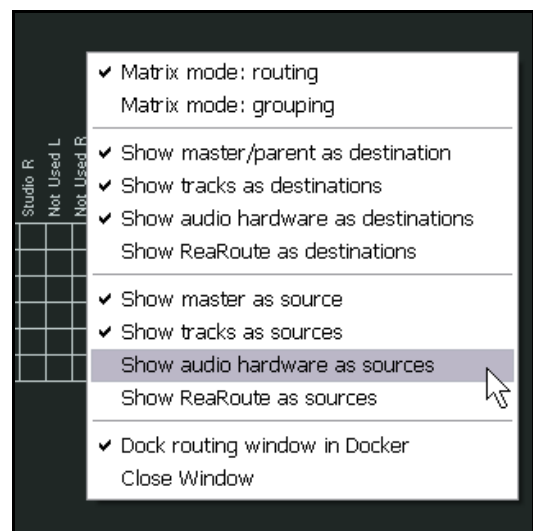 Studio R
Not Used L
Not Used R
Matrix mode: routing
Matrix mode: grouping
Show master/parent as destination
Show tracks as destinations
Show audio hardware as destinations
Show ReaRoute as destinations
Show master as source
Show tracks as sources
Show audio hardware as sources
Show ReaRoute as sources
Dock routing window in Docker
Close Window